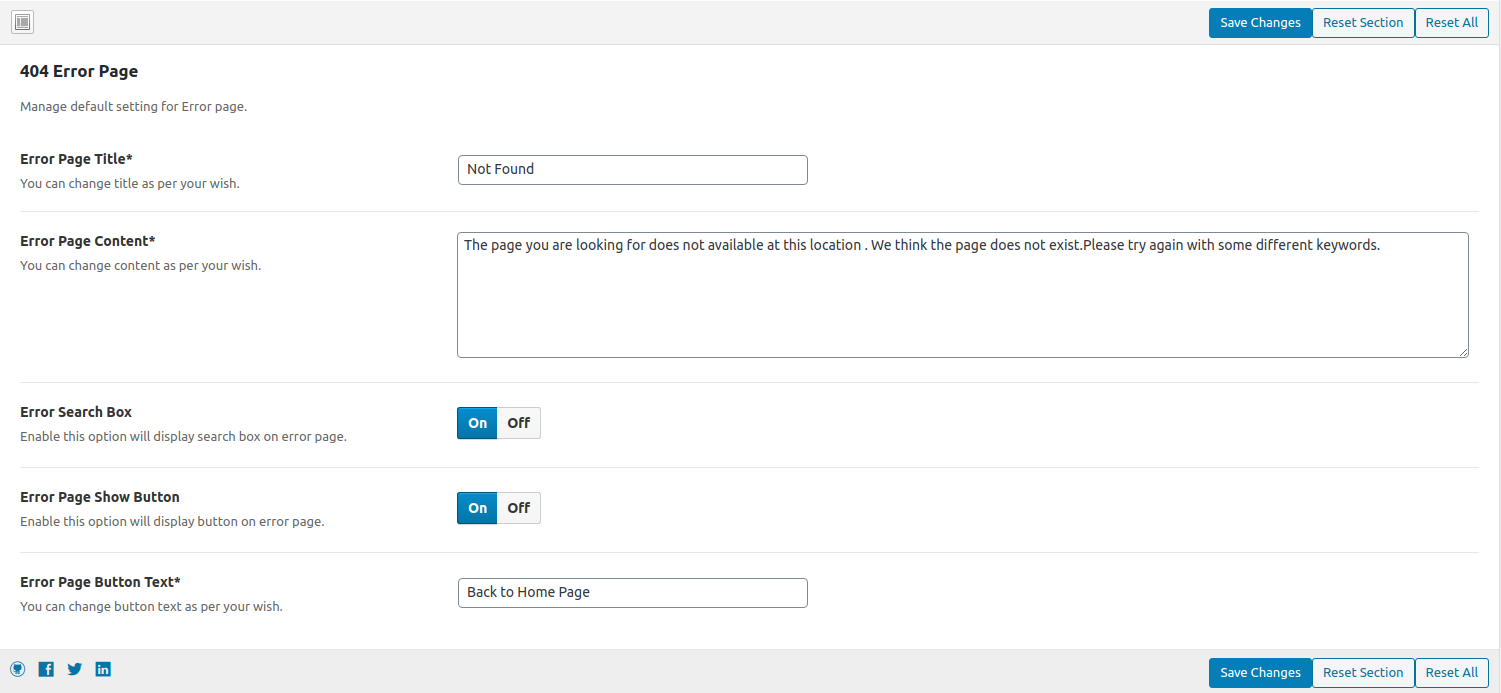 Save Changes Reset Section Reset All
404 Error Page
Manage default setting for Error page.
Error Page Title*
You can change title as per your wish.
Not Found
Error Page Content*
You can change content as per your wish.
The page you are looking for does not available at this location . We think the page does not exist.Please try again with some different keywords.
Error Search Box
Enable this option will display search box on error page.
On Off
Error Page Show Button
Enable this option will display button on error page.
On Off
Error Page Button Text*
You can change button text as per your wish.
Back to Home Page
Save Changes Reset Section Reset All